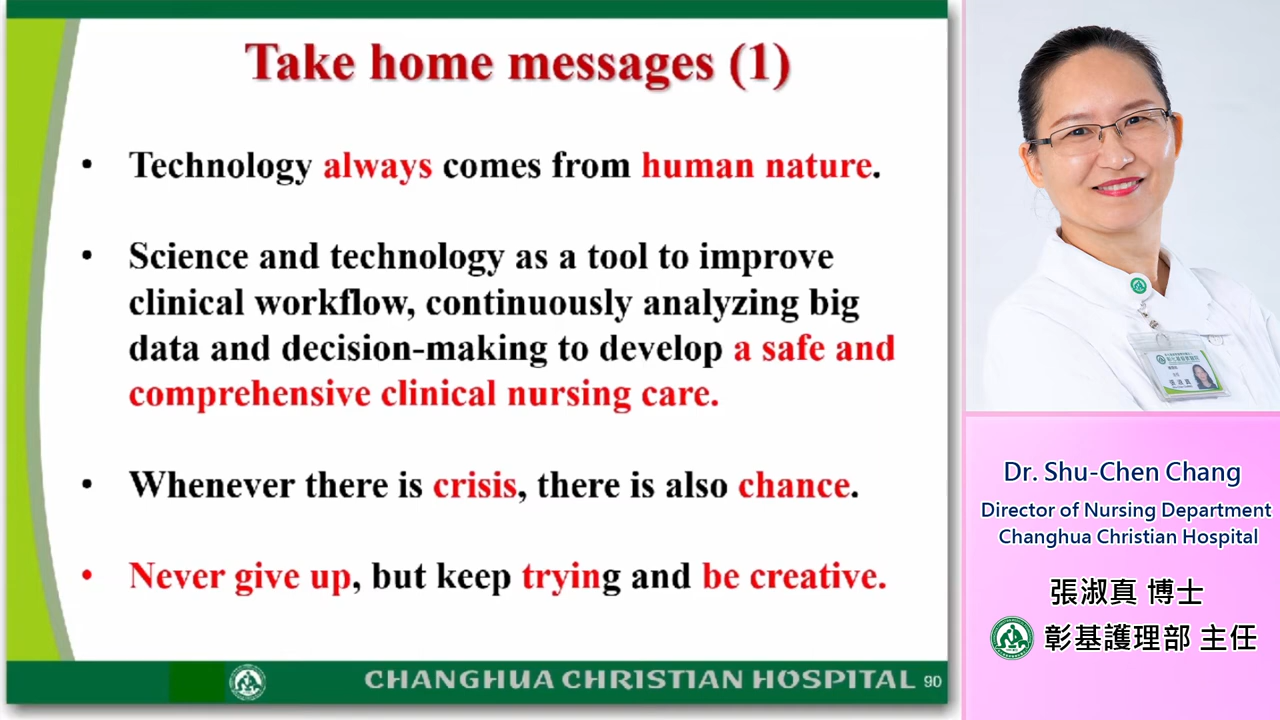 Take home messages (1)
• Technology always comes from human nature.
• Science and technology as a tool to improve
clinical workflow, continuously analyzing big
data and decision-making to develop a safe and
comprehensive clinical nursing care.
• Whenever there is crisis, there is also chance.
• Never give up, but keep trying and be creative.
CHANGHUA CHRISTIAN HOSPITAL 90
張淑真
Dr. Shu-Chen Chang
Director of Nursing Department
Changhua Christian Hospital
張淑真 博士
彰基護理部 主任